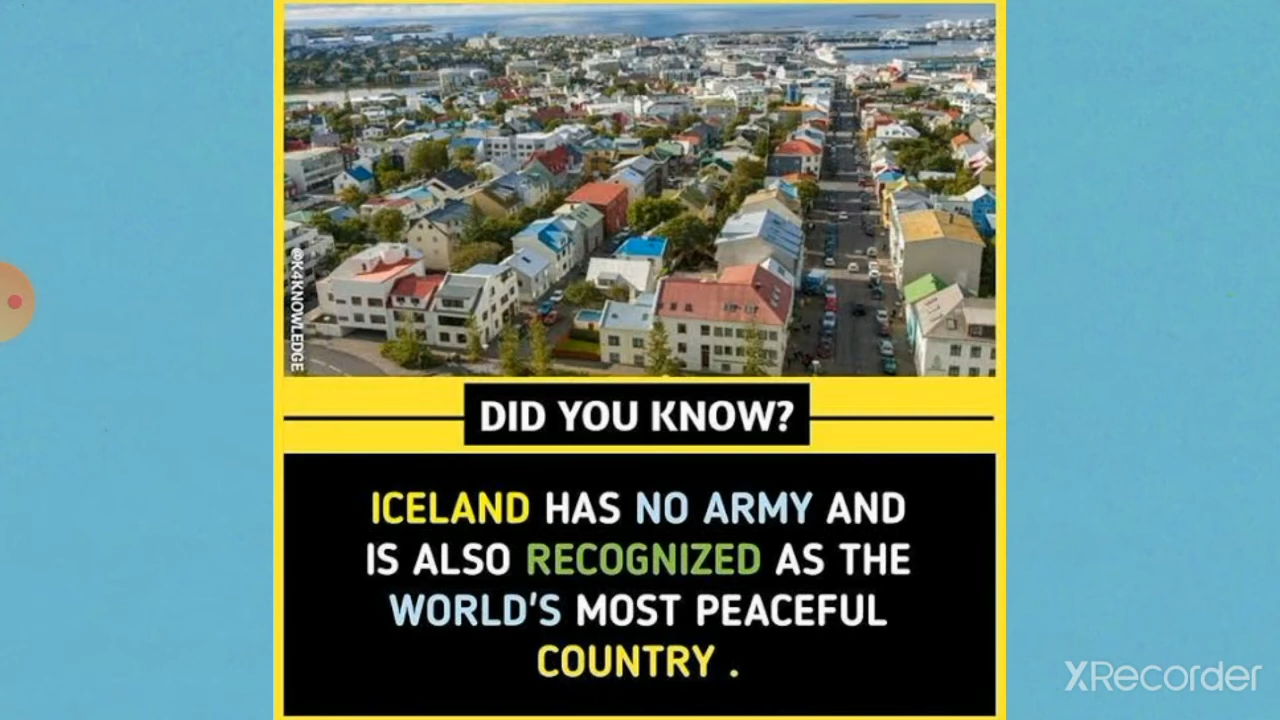 @K4KNOWLEDGE
DID YOU KNOW?
ICELAND HAS NO ARMY AND
IS ALSO RECOGNIZED AS THE
WORLD'S MOST PEACEFUL
COUNTRY .
XRecorder